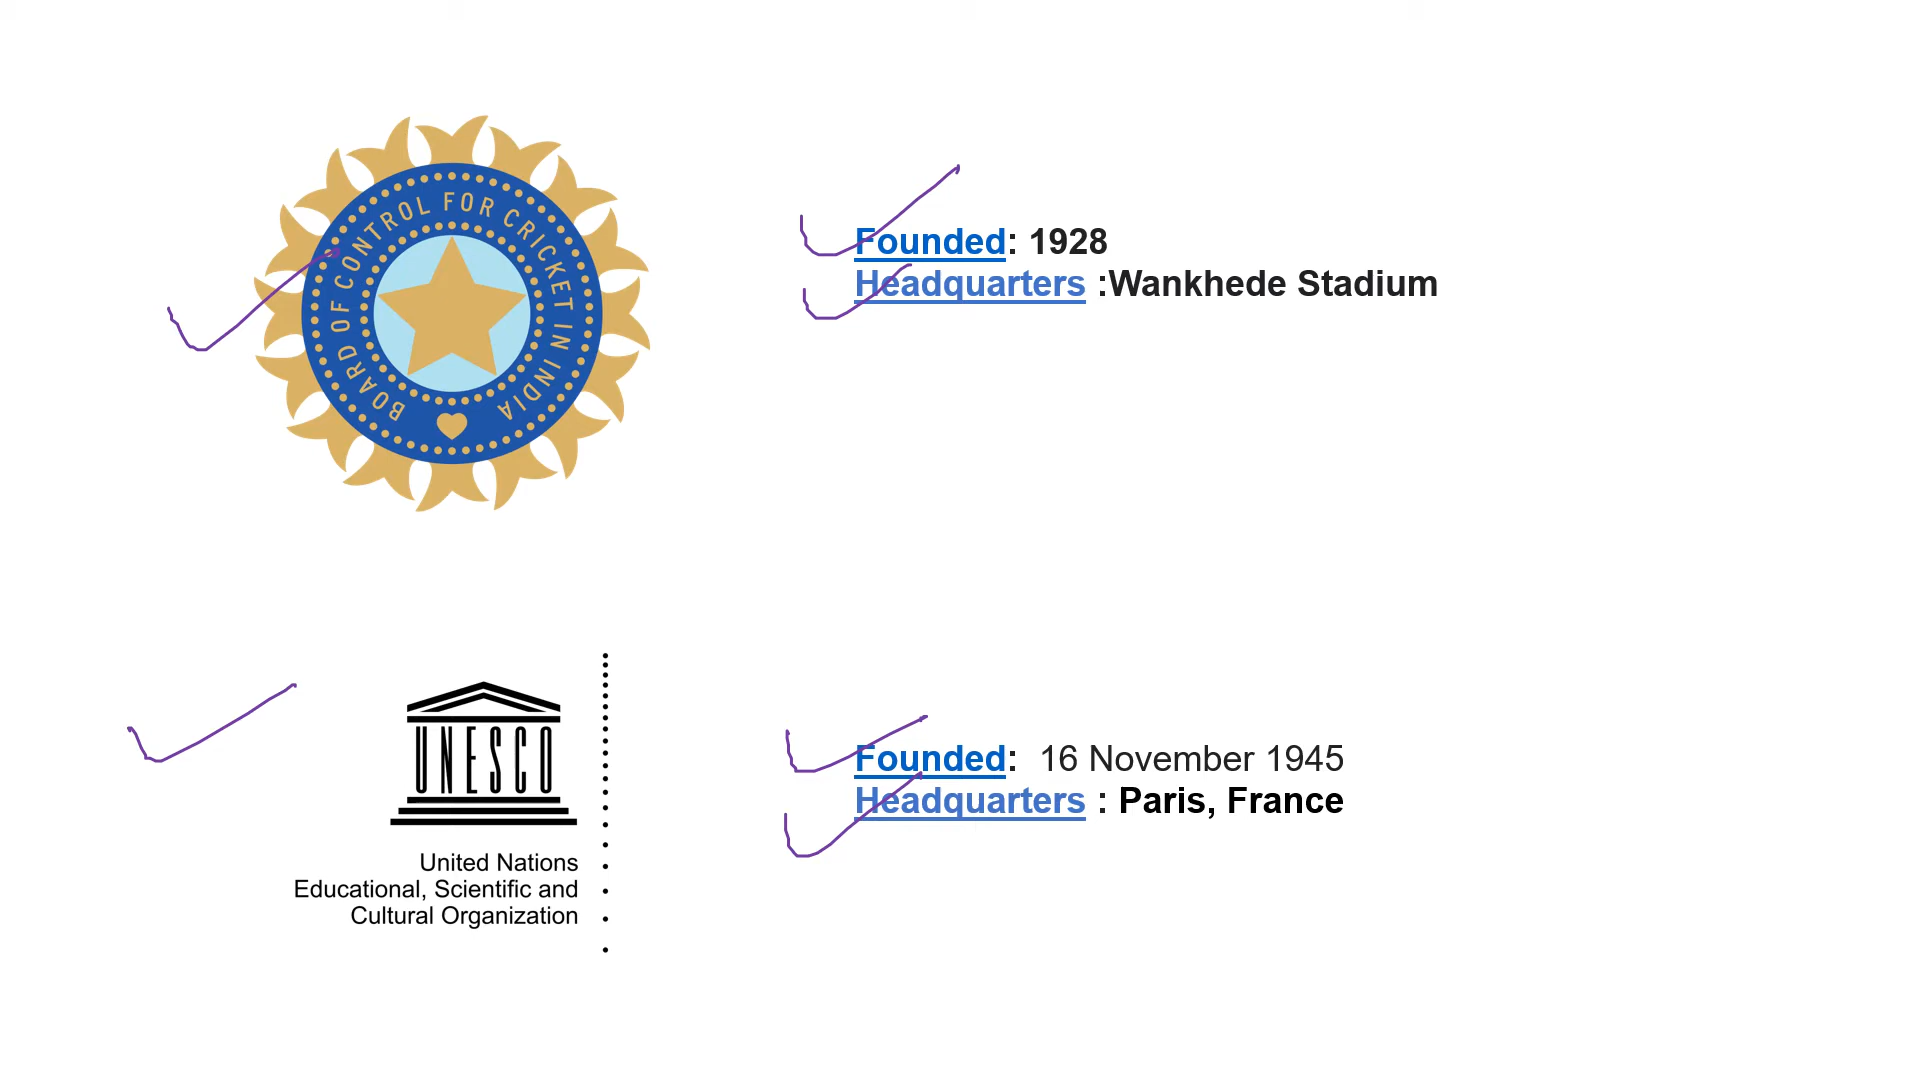 BOARD OF CONTROL FOR CRICKET IN INDIA
Founded: 1928
Headquarters :Wankhede Stadium
UNESCO
United Nations
Educational, Scientific and
Cultural Organization
Founded: 16 November 1945
Headquarters : Paris, France